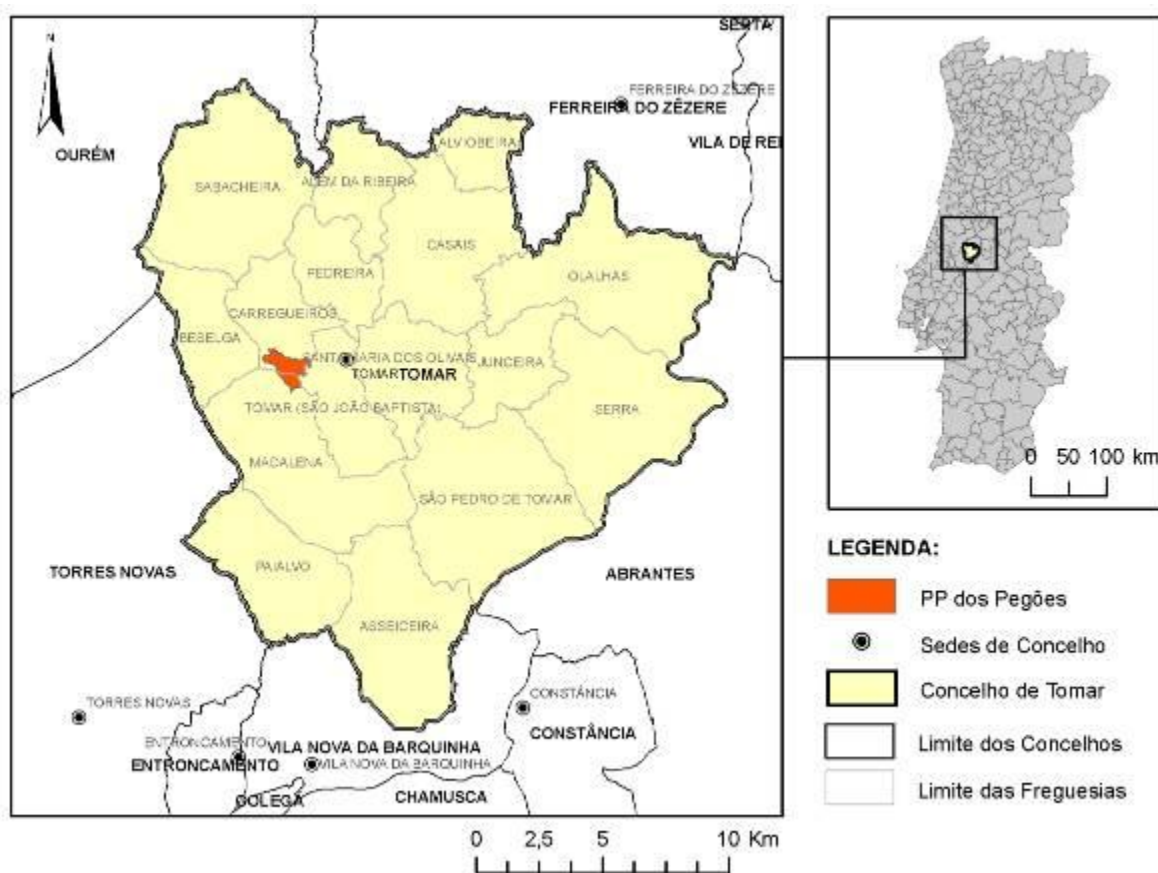 SERTA
N
FERREIRA DO ZÊZERE
FERREIRA DO ZÊZERE
VILA DE REI
OURÉM
ALVIOBEIRA
ALÉM DA RIBEIRA
SABACHEIRA
CASAIS
PEDREIRA
OLALHAS
CARREGUEIROS
BESELGA
SANTA MARIA DOS OLIVAIS
JUNCEIRA
TOMAR
TOMAR
TOMAR (SÃO JOÃO BAPTISTA)
SERRA
MADALENA
SÃO PEDRO DE TOMAR
PAIALVO
TORRES NOVAS
ABRANTES
ASSEICEIRA
TORRES NOVAS
CONSTÂNCIA
CONSTÂNCIA
ENTRONCAMENTO
ENTRONCAMENTO
VILA NOVA DA BARQUINHA
VILA NOVA DA BARQUINHA
GOLEGÃ
CHAMUSCA
0 2,5 5 10 Km
0 50 100 km
LEGENDA:
PP dos Pegões
Sedes de Concelho
Concelho de Tomar
Limite dos Concelhos
Limite das Freguesias